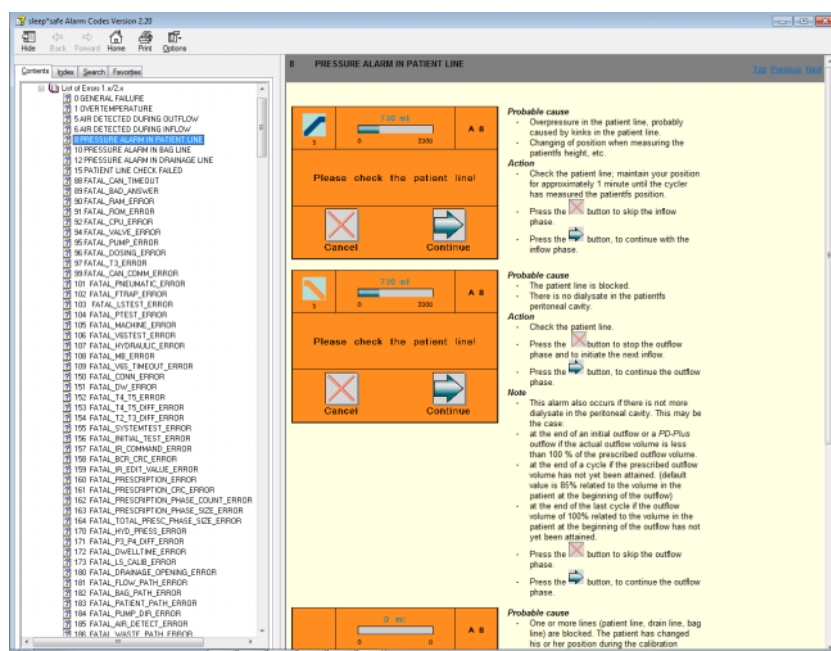 sleep°safe Alarm Codes Version 2.20
Hide Back Forward Home Print Options
Contents Index Search Favorites
List of Errors 1.x/2.x
0 GENERAL FAILURE
1 OVERTEMPERATURE
5 AIR DETECTED DURING OUTFLOW
6 AIR DETECTED DURING INFLOW
8 PRESSURE ALARM IN PATIENT LINE
10 PRESSURE ALARM IN BAG LINE
12 PRESSURE ALARM IN DRAINAGE LINE
15 PATIENT LINE CHECK FAILED
88 FATAL_CAN_TIMEOUT
89 FATAL_BAD_ANSWER
90 FATAL_RAM_ERROR
91 FATAL_ROM_ERROR
92 FATAL_CPU_ERROR
94 FATAL_VALVE_ERROR
95 FATAL_PUMP_ERROR
96 FATAL_DOSING_ERROR
97 FATAL_T3_ERROR
99 FATAL_CAN_COMM_ERROR
101 FATAL_PNEUMATIC_ERROR
102 FATAL_FTRAP_ERROR
103 FATAL_LSTEST_ERROR
104 FATAL_PTEST_ERROR
105 FATAL_MACHINE_ERROR
106 FATAL_V6STEST_ERROR
107 FATAL_HYDRAULIC_ERROR
108 FATAL_MB_ERROR
109 FATAL_V6S_TIMEOUT_ERROR
150 FATAL_CONN_ERROR
151 FATAL_DW_ERROR
152 FATAL_T4_T5_ERROR
153 FATAL_T4_T5_DIFF_ERROR
154 FATAL_T2_T3_DIFF_ERROR
155 FATAL_SYSTEMTEST_ERROR
156 FATAL_INITIAL_TEST_ERROR
157 FATAL_IR_COMMAND_ERROR
158 FATAL_BCR_CRC_ERROR
159 FATAL_IR_EDIT_VALUE_ERROR
160 FATAL_PRESCRIPTION_ERROR
161 FATAL_PRESCRIPTION_CRC_ERROR
162 FATAL_PRESCRIPTION_PHASE_COUNT_ERROR
163 FATAL_PRESCRIPTION_PHASE_SIZE_ERROR
164 FATAL_TOTAL_PRESC_PHASE_SIZE_ERROR
170 FATAL_HYD_PRESS_ERROR
171 FATAL_P3_P4_DIFF_ERROR
172 FATAL_DWELLTIME_ERROR
173 FATAL_LS_CALIB_ERROR
180 FATAL_DRAINAGE_OPENING_ERROR
181 FATAL_FLOW_PATH_ERROR
182 FATAL_BAG_PATH_ERROR
183 FATAL_PATIENT_PATH_ERROR
184 FATAL_PUMP_DIR_ERROR
185 FATAL_AIR_DETECT_ERROR
186 FATAL_WASTE_PATH_ERROR
8 PRESSURE ALARM IN PATIENT LINE
Top Previous Next
730 ml
A 8
3 0 2300
Please check the patient line!
Cancel Continue
Probable cause
- Overpressure in the patient line, probably
caused by kinks in the patient line.
- Changing of position when measuring the
patientís height, etc.
Action
- Check the patient line; maintain your position
for approximately 1 minute until the cycler
has measured the patientís position.
- Press the button to skip the inflow
phase.
- Press the button, to continue with the
inflow phase.
730 ml
A 8
5 0 2300
Please check the patient line!
Cancel Continue
Probable cause
- The patient line is blocked.
- There is no dialysate in the patientís
peritoneal cavity.
Action
- Check the patient line.
- Press the button to stop the outflow
phase and to initiate the next inflow.
- Press the button, to continue the outflow
phase.
Note
- This alarm also occurs if there is not more
dialysate in the peritoneal cavity. This may be
the case:
- at the end of an initial outflow or a PD-Plus
outflow if the actual outflow volume is less
than 100 % of the prescribed outflow volume.
- at the end of a cycle if the prescribed outflow
volume has not yet been attained. (default
value is 85% related to the volume in the
patient at the beginning of the outflow)
- at the end of the last cycle if the outflow
volume of 100% related to the volume in the
patient at the beginning of the outflow has not
yet been attained.
- Press the button to skip the outflow
phase.
- Press the button, to continue the outflow
phase.
0 ml
A 8
0 0
Probable cause
- One or more lines (patient line, drain line, bag
line) are blocked. The patient has changed
his or her position during the calibration